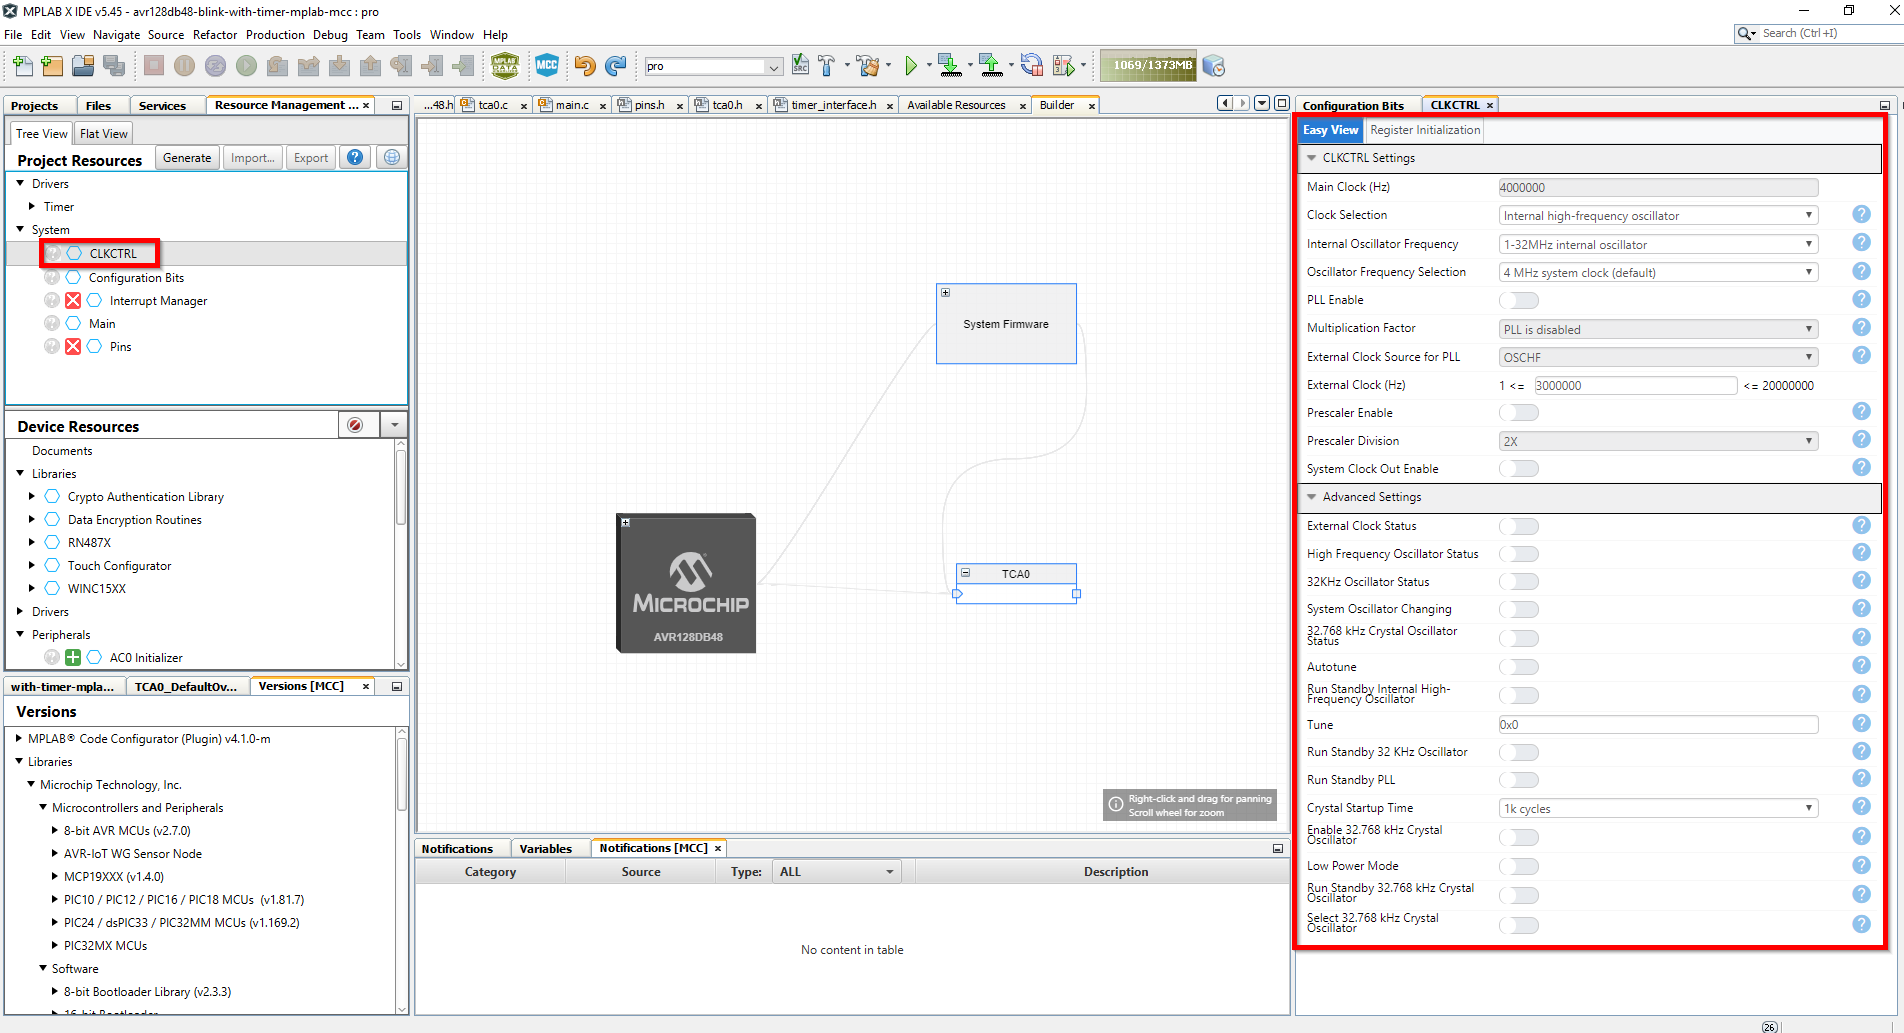 MPLAB X IDE v5.45 - avr128db48-blink-with-timer-mplab-mcc : pro
File Edit View Navigate Source Refactor Production Debug Team Tools Window Help
Search (Ctrl+I)
MPLAB DATA MCC pro SRC 1069/1373MB
Projects Files Services Resource Management ...
Tree View Flat View
Project Resources Generate Import... Export
Drivers
Timer
System
CLKCTRL
Configuration Bits
Interrupt Manager
Main
Pins
Device Resources
Documents
Libraries
Crypto Authentication Library
Data Encryption Routines
RN487X
Touch Configurator
WINC15XX
Drivers
Peripherals
AC0 Initializer
with-timer-mpla... TCA0_DefaultOv... Versions [MCC]
Versions
MPLAB® Code Configurator (Plugin) v4.1.0-m
Libraries
Microchip Technology, Inc.
Microcontrollers and Peripherals
8-bit AVR MCUs (v2.7.0)
AVR-IoT WG Sensor Node
MCP19XXX (v1.4.0)
PIC10 / PIC12 / PIC16 / PIC18 MCUs (v1.81.7)
PIC24 / dsPIC33 / PIC32MM MCUs (v1.169.2)
PIC32MX MCUs
Software
8-bit Bootloader Library (v2.3.3)
16-bit Bootloader
...48.h tca0.c main.c pins.h tca0.h timer_interface.h Available Resources Builder
System Firmware
MICROCHIP
AVR128DB48
TCA0
Right-click and drag for panning
Scroll wheel for zoom
Notifications Variables Notifications [MCC]
Category Source Type: ALL Description
No content in table
Configuration Bits CLKCTRL
Easy View Register Initialization
CLKCTRL Settings
Main Clock (Hz) 4000000
Clock Selection Internal high-frequency oscillator
Internal Oscillator Frequency 1-32MHz internal oscillator
Oscillator Frequency Selection 4 MHz system clock (default)
PLL Enable
Multiplication Factor PLL is disabled
External Clock Source for PLL OSCHF
External Clock (Hz) 1 <= 3000000 <= 20000000
Prescaler Enable
Prescaler Division 2X
System Clock Out Enable
Advanced Settings
External Clock Status
High Frequency Oscillator Status
32KHz Oscillator Status
System Oscillator Changing
32.768 kHz Crystal Oscillator
Status
Autotune
Run Standby Internal High-
Frequency Oscillator
Tune 0x0
Run Standby 32 KHz Oscillator
Run Standby PLL
Crystal Startup Time 1k cycles
Enable 32.768 kHz Crystal
Oscillator
Low Power Mode
Run Standby 32.768 kHz Crystal
Oscillator
Select 32.768 kHz Crystal
Oscillator
26